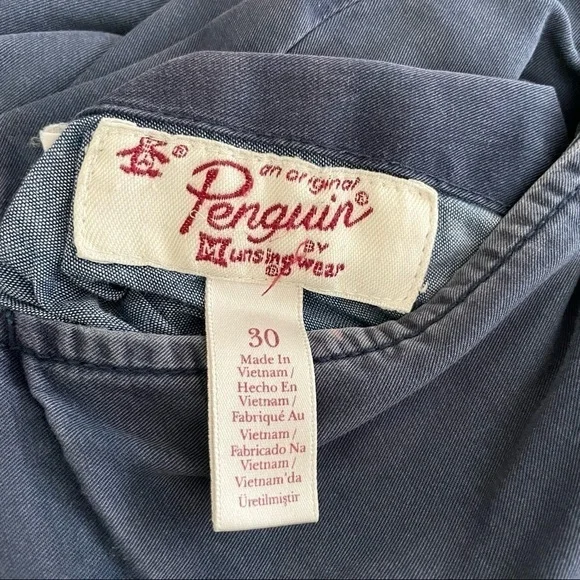 an original
Penguin®
BY
Munsingwear
30
Made In
Vietnam /
Hecho En
Vietnam /
Fabriqué Au
Vietnam /
Fabricado Na
Vietnam /
Vietnam'da
Üretilmiştir